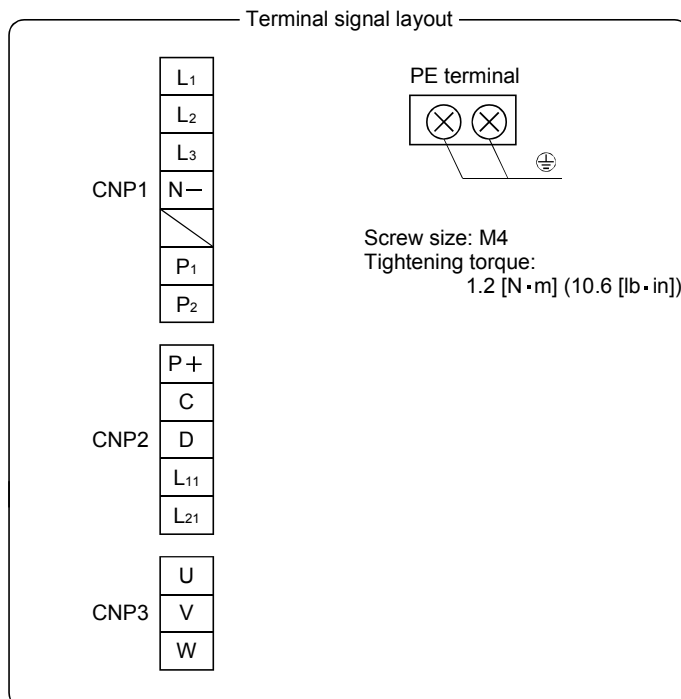 Terminal signal layout
CNP1
L1
L2
L3
N−
P1
P2
CNP2
P+
C
D
L11
L21
CNP3
U
V
W
PE terminal
Screw size: M4
Tightening torque:
1.2 [N·m] (10.6 [lb·in])